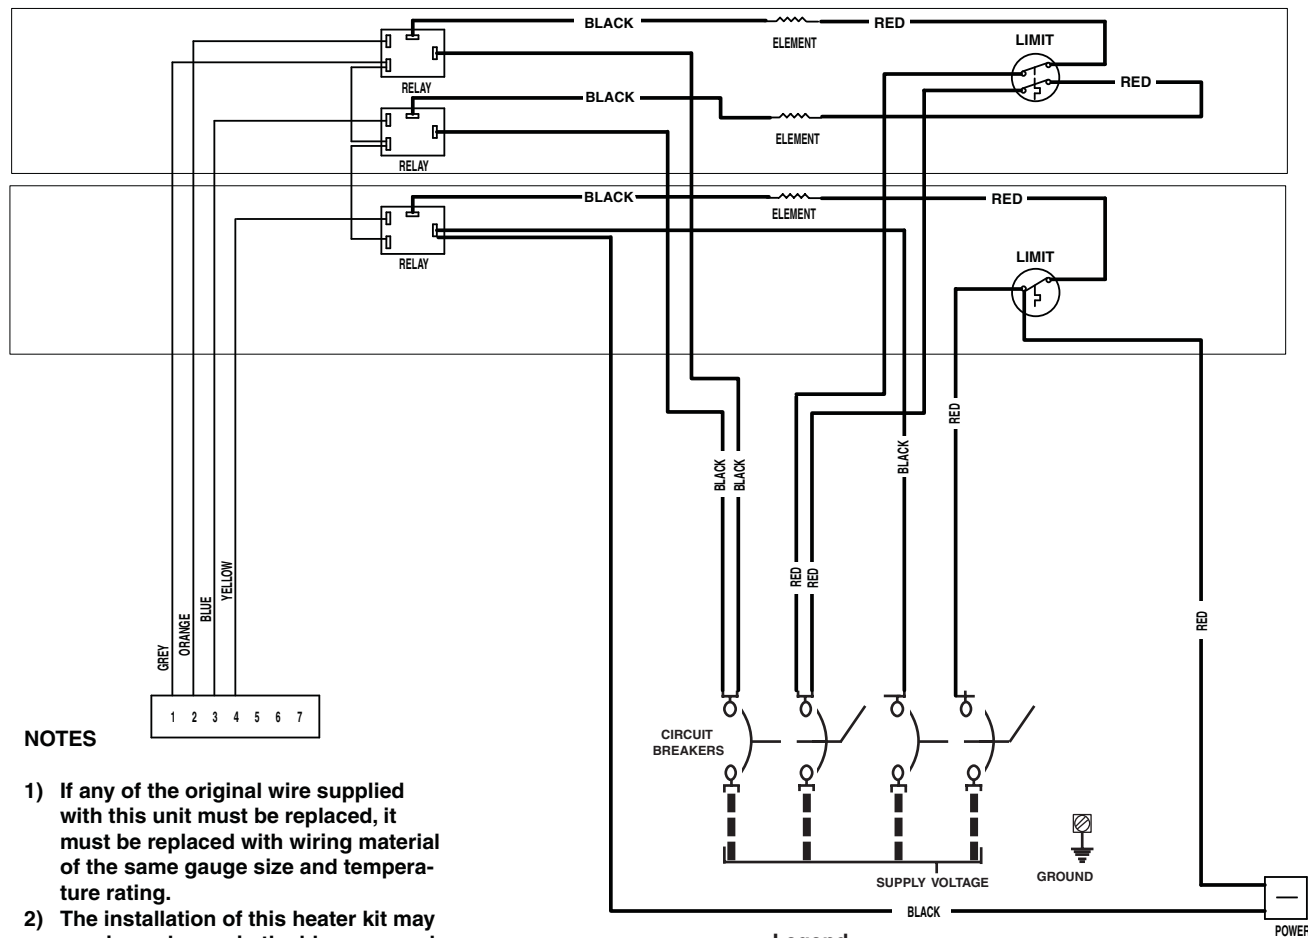 BLACK
RED
ELEMENT
LIMIT
RELAY
RED
BLACK
ELEMENT
RELAY
BLACK
RED
ELEMENT
LIMIT
RELAY
RED
BLACK
BLACK
BLACK
RED
RED
RED
GREY
ORANGE
BLUE
YELLOW
1 2 3 4 5 6 7
CIRCUIT
BREAKERS
SUPPLY VOLTAGE
GROUND
BLACK
POWER
NOTES
1) If any of the original wire supplied
with this unit must be replaced, it
must be replaced with wiring material
of the same gauge size and tempera-
ture rating.
2) The installation of this heater kit may